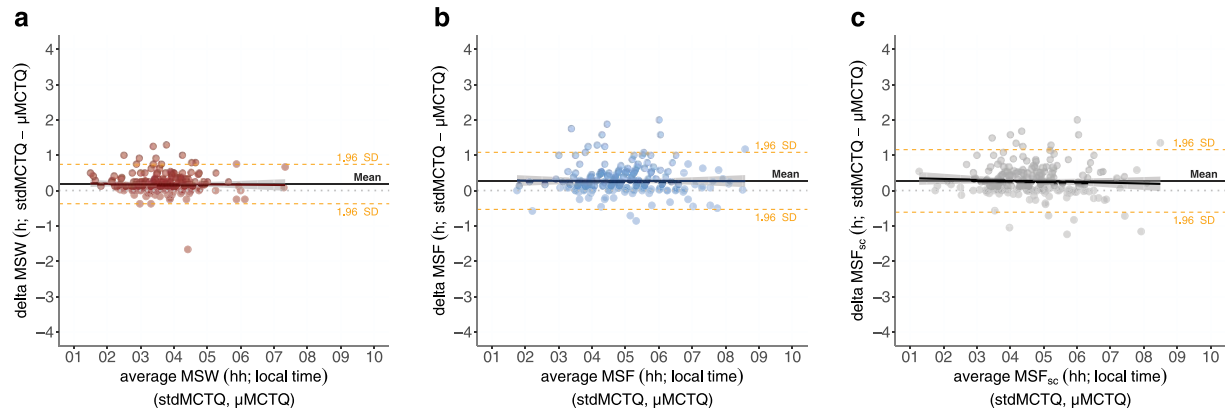 a
delta MSW (h; stdMCTQ − µMCTQ)
4
3
2
1
0
−1
−2
−3
−4
1.96 SD
Mean
1.96 SD
01 02 03 04 05 06 07 08 09 10
average MSW (hh; local time)
(stdMCTQ, µMCTQ)
b
delta MSF (h; stdMCTQ − µMCTQ)
4
3
2
1
0
−1
−2
−3
−4
1.96 SD
Mean
1.96 SD
01 02 03 04 05 06 07 08 09 10
average MSF (hh; local time)
(stdMCTQ, µMCTQ)
c
delta MSFsc (h; stdMCTQ − µMCTQ)
4
3
2
1
0
−1
−2
−3
−4
1.96 SD
Mean
1.96 SD
01 02 03 04 05 06 07 08 09 10
average MSFsc (hh; local time)
(stdMCTQ, µMCTQ)